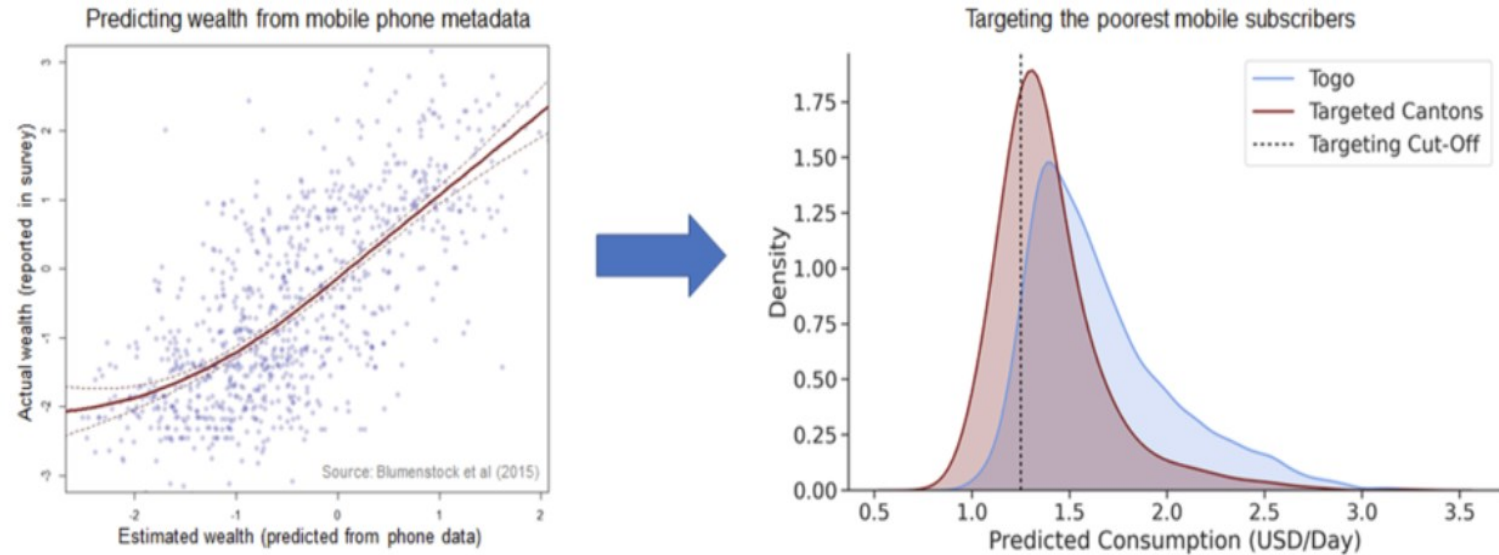 Predicting wealth from mobile phone metadata
Actual wealth (reported in survey)
3
2
1
0
-1
-2
-3
-2
-1
0
1
2
Source: Blumenstock et al (2015)
Estimated wealth (predicted from phone data)
Targeting the poorest mobile subscribers
Togo
Targeted Cantons
Targeting Cut-Off
Density
1.75
1.50
1.25
1.00
0.75
0.50
0.25
0.00
0.5
1.0
1.5
2.0
2.5
3.0
3.5
Predicted Consumption (USD/Day)